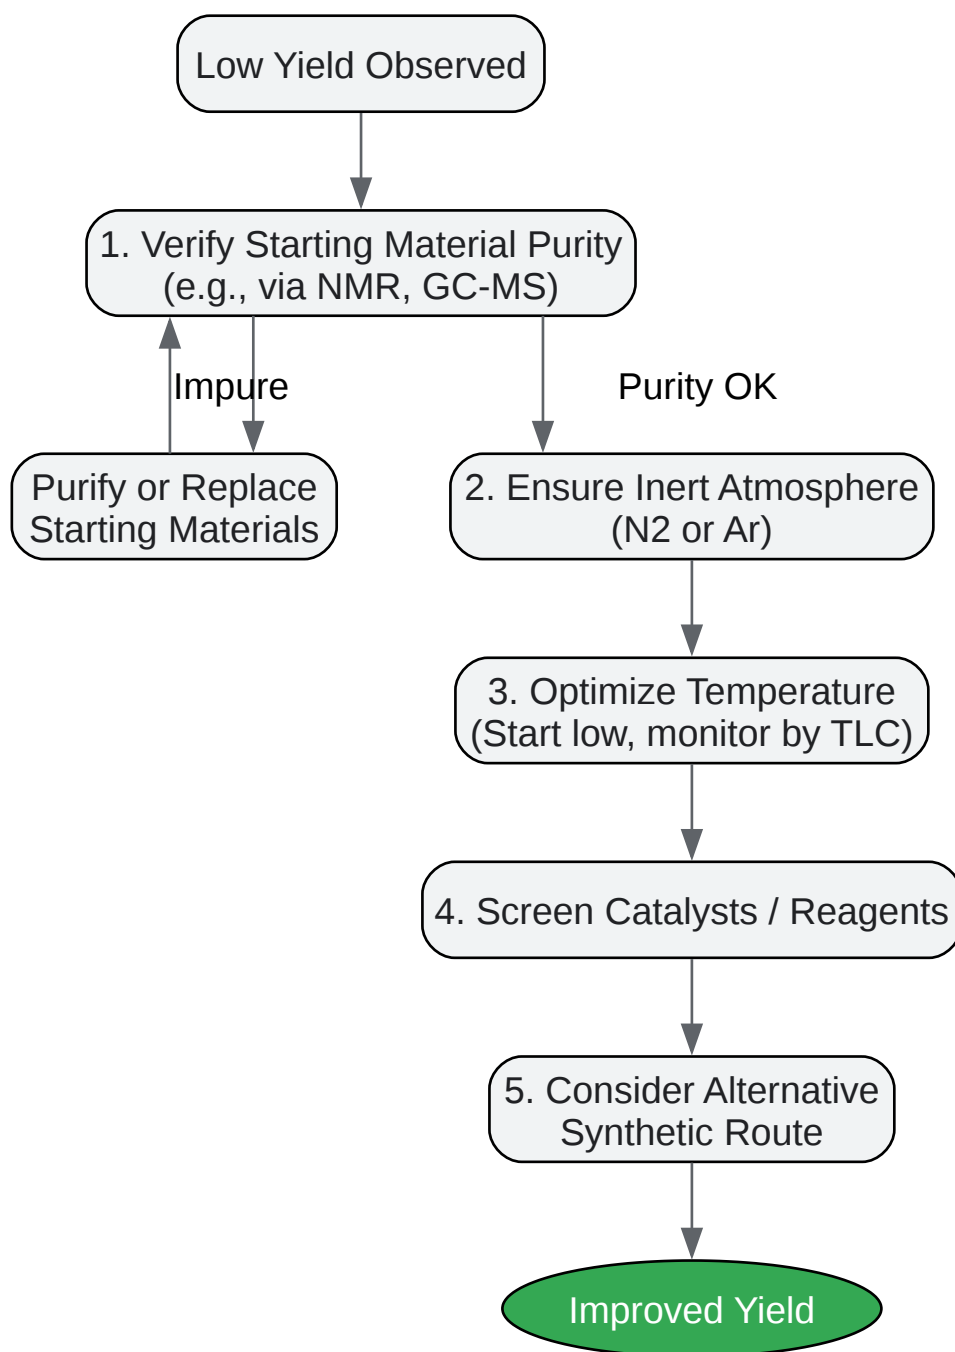 Low Yield Observed
1. Verify Starting Material Purity
(e.g., via NMR, GC-MS)
Impure
Purity OK
Purify or Replace
Starting Materials
2. Ensure Inert Atmosphere
(N2 or Ar)
3. Optimize Temperature
(Start low, monitor by TLC)
4. Screen Catalysts / Reagents
5. Consider Alternative
Synthetic Route
Improved Yield